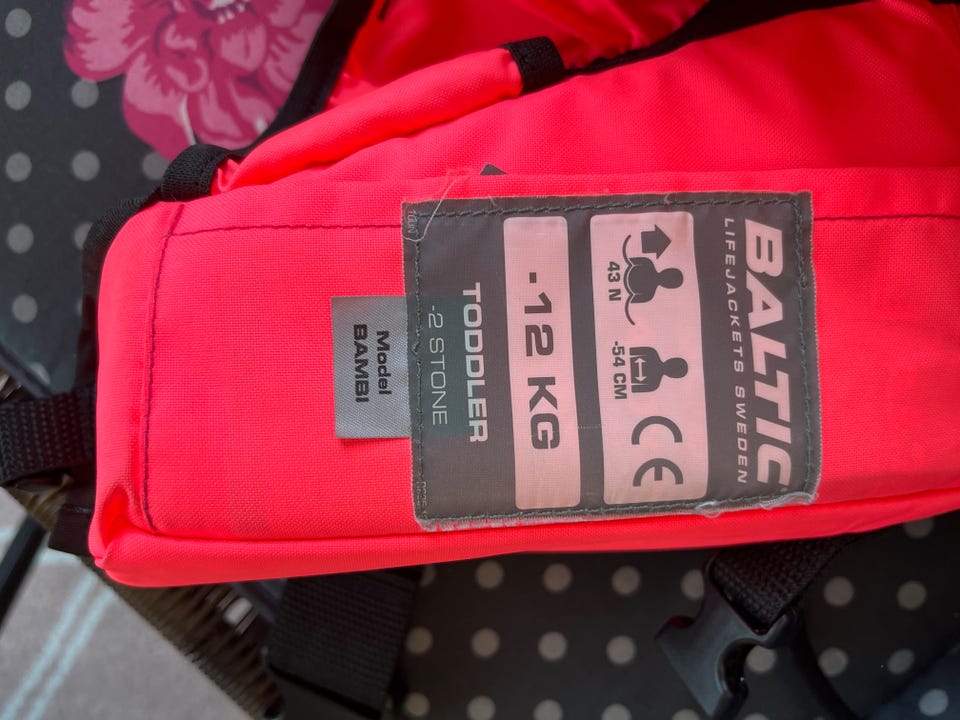 BALTIC
LIFEJACKETS SWEDEN
43 N
-54 CM
CE
-12 KG
TODDLER
-2 STONE
Model
BAMBI